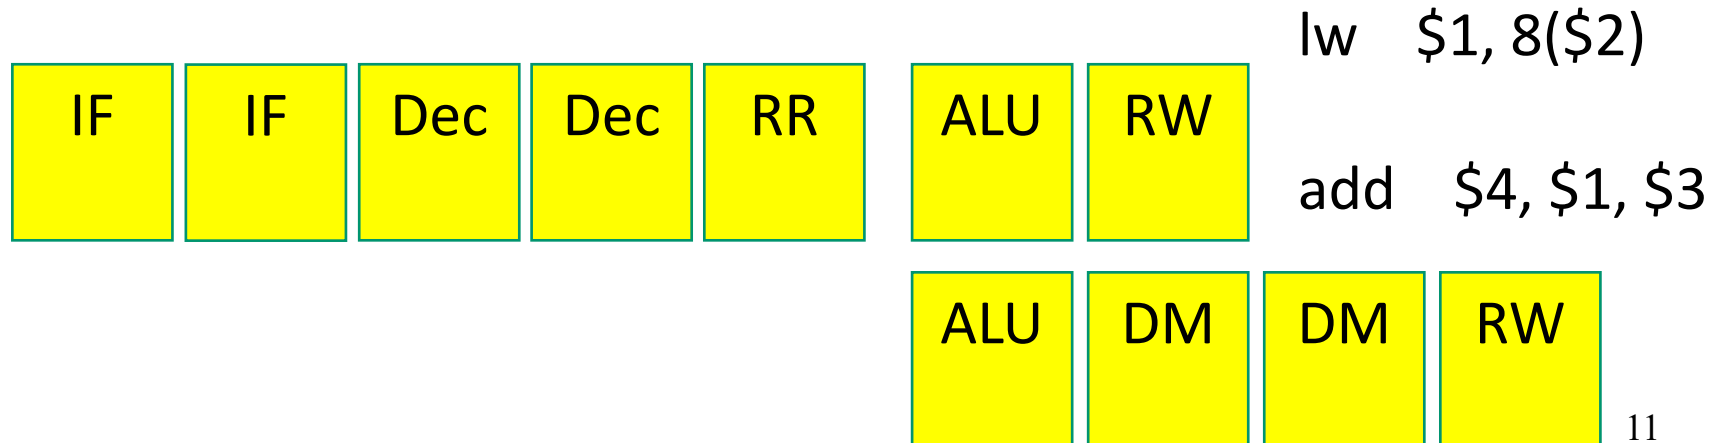 lw $1, 8($2)
IF IF Dec Dec RR ALU RW
add $4, $1, $3
ALU DM DM RW
11